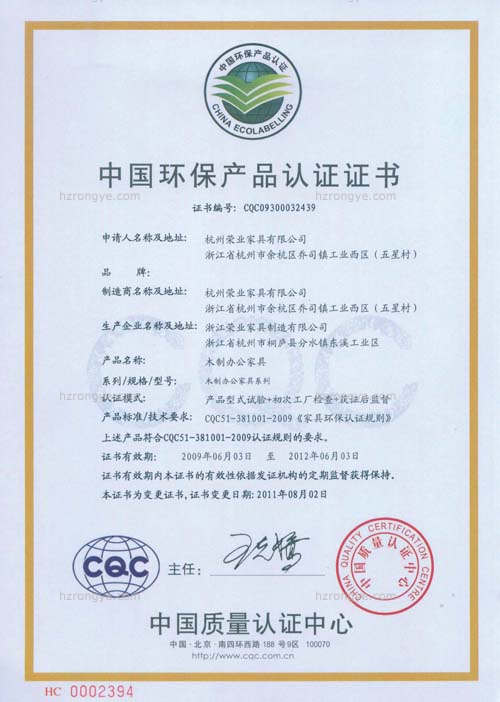 中国环保产品认证
CHINA ECOLABELLING
中国环保产品认证证书
hzrongye.com
hzrongye.com
证书编号: CQC09300032439
申请人名称及地址: 杭州荣业家具有限公司
浙江省杭州市余杭区乔司镇工业西区(五星村)
品 牌:
制造商名称及地址: 杭州荣业家具有限公司
浙江省杭州市余杭区乔司镇工业西区(五星村)
生产企业名称及地址: 浙江荣业家具制造有限公司
浙江省杭州市桐庐县分水镇东溪工业区
CQC
产品名称: 木制办公家具
系列/规格/型号: 木制办公家具系列
hzrongye.com
hzrongye.com
认证模式: 产品型式试验+初次工厂检查+获证后监督
产品标准/技术要求: CQC51-381001-2009《家具环保认证规则》
上述产品符合CQC51-381001-2009认证规则的要求。
证书有效期: 2009年06月03日 至 2012年06月03日
证书有效期内本证书的有效性依据发证机构的定期监督获得保持。
本证书为变更证书,证书变更日期:2011年08月02日
CQC
主任:
CHINA QUALITY CERTIFICATION CENTRE
中国质量认证中心
hzrongye.com
hzrongye.com
中国质量认证中心
中国·北京·南四环西路 188 号 9区 100070
http://www.cqc.com.cn
HC 0002394